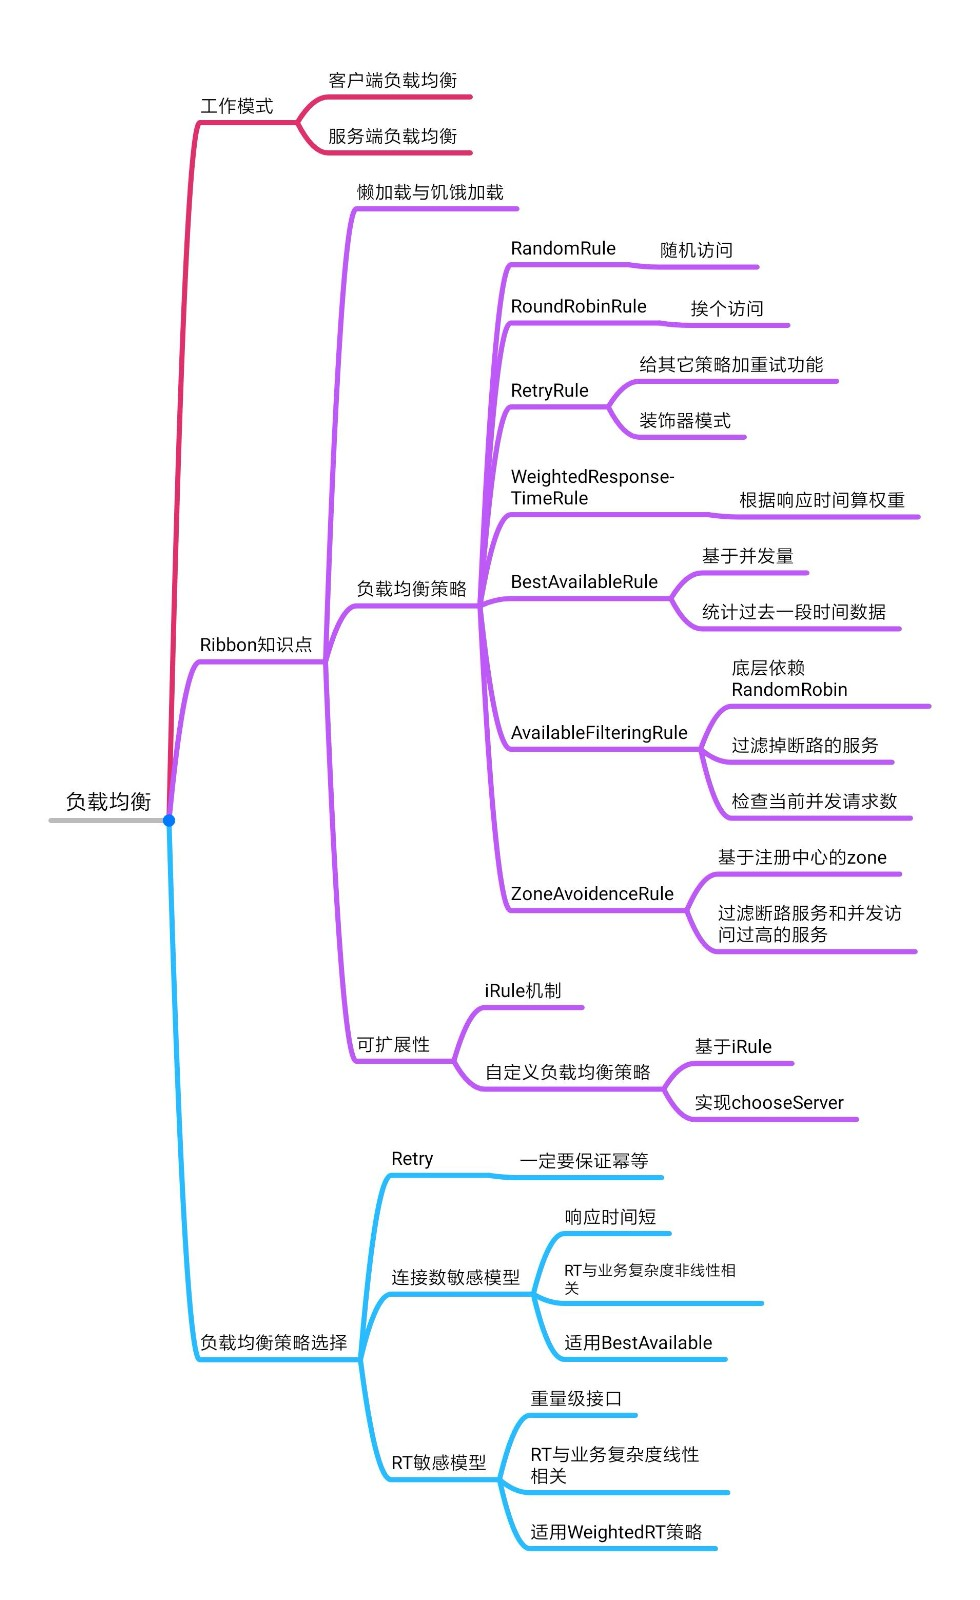 客户端负载均衡
工作模式
服务端负载均衡
懒加载与饥饿加载
RandomRule
随机访问
RoundRobinRule
挨个访问
给其它策略加重试功能
RetryRule
装饰器模式
WeightedResponse-
TimeRule
根据响应时间算权重
基于并发量
BestAvailableRule
负载均衡策略
统计过去一段时间数据
Ribbon知识点
底层依赖
RandomRobin
AvailableFilteringRule
过滤掉断路的服务
负载均衡
检查当前并发请求数
基于注册中心的zone
ZoneAvoidenceRule
过滤断路服务和并发访
问过高的服务
iRule机制
可扩展性
自定义负载均衡策略
基于iRule
实现chooseServer
Retry
一定要保证幂等
响应时间短
连接数敏感模型
RT与业务复杂度非线性相
关
负载均衡策略选择
适用BestAvailable
重量级接口
RT敏感模型
RT与业务复杂度线性
相关
适用WeightedRT策略